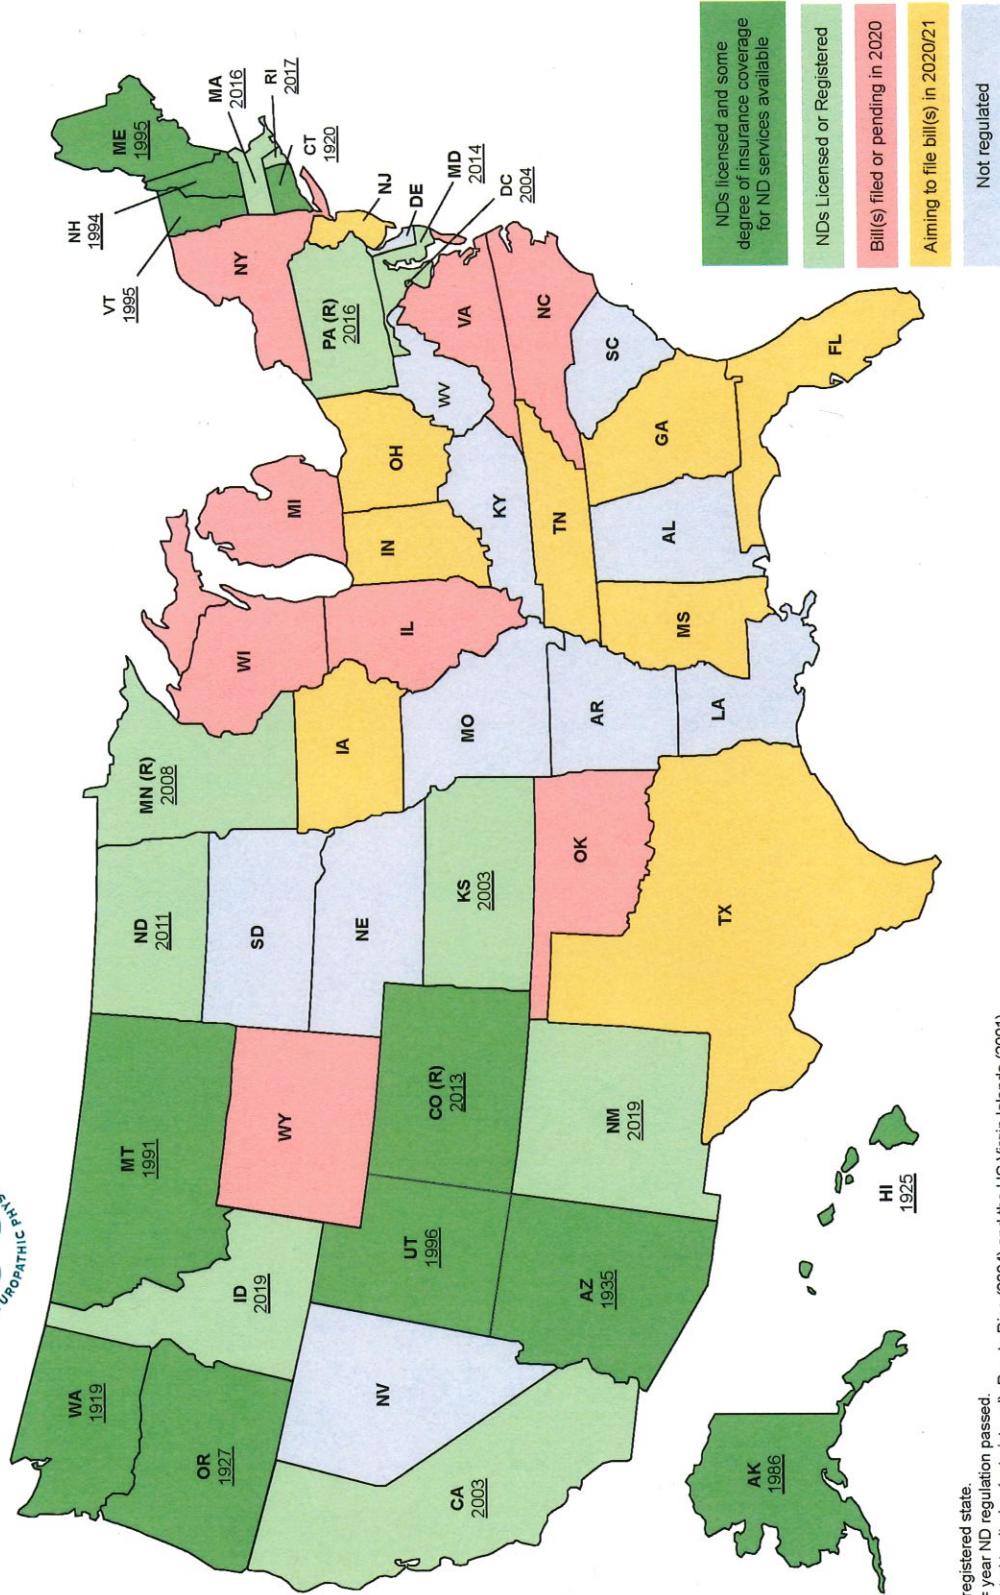 UROPATHIC PHYS
WA
1919
OR
1927
CA
2003
NV
ID
2019
MT
1991
WY
UT
1996
CO (R)
2013
AZ
1935
NM
2019
ND
2011
SD
NE
KS
2003
OK
TX
MN (R)
2008
IA
MO
AR
LA
WI
IL
MI
IN
OH
KY
TN
MS
AL
GA
FL
SC
NC
VA
WV
PA (R)
2016
NY
VT
1995
NH
1994
ME
1995
MA
2016
RI
2017
CT
1920
NJ
DE
MD
2014
DC
2004
AK
1986
HI
1925
NDs licensed and some
degree of insurance coverage
for ND services available
NDs Licensed or Registered
Bill(s) filed or pending in 2020
Aiming to file bill(s) in 2020/21
Not regulated
registered state.
= year ND regulation passed.